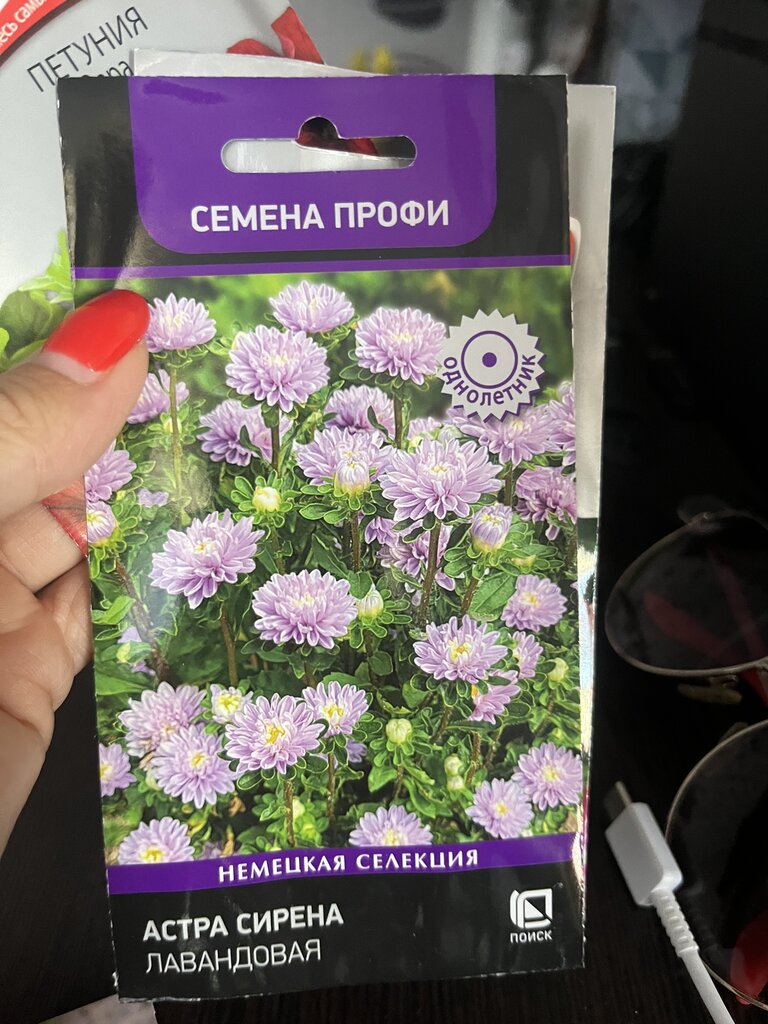 ПЕТУНИЯ
СЕМЕНА ПРОФИ
однолетник
НЕМЕЦКАЯ СЕЛЕКЦИЯ
АСТРА СИРЕНА
ЛАВАНДОВАЯ
ПОИСК